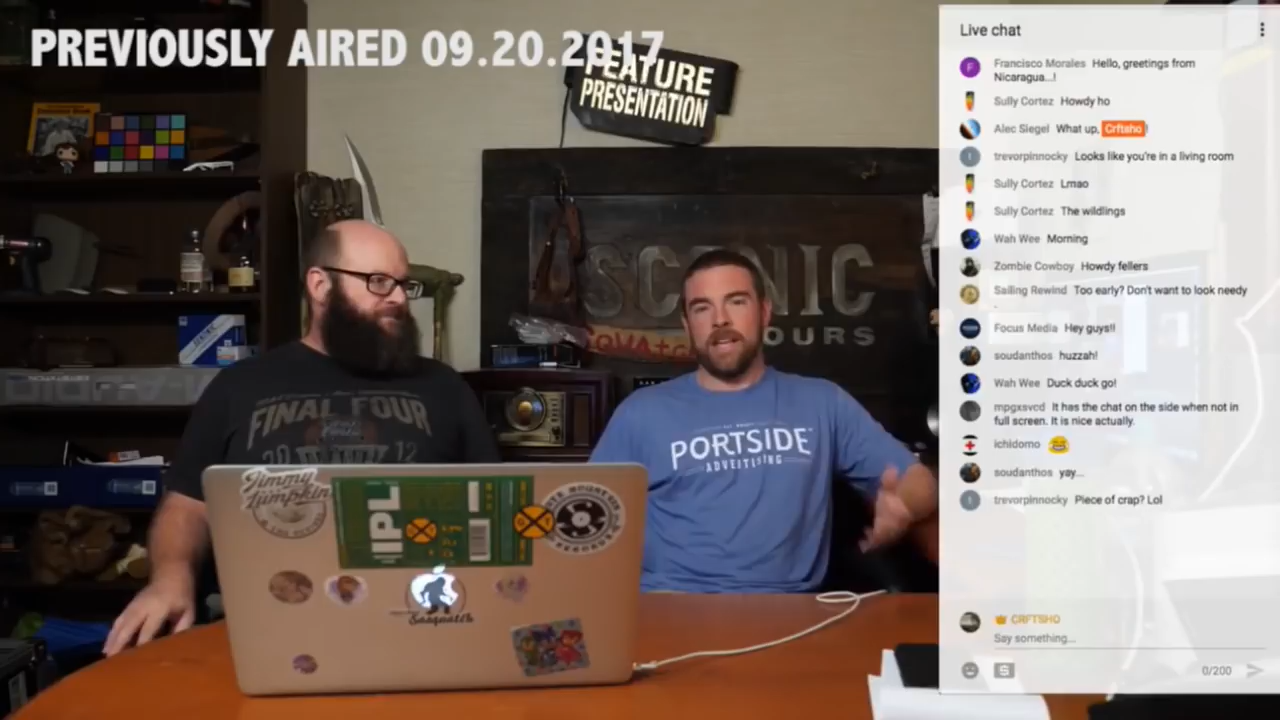 PREVIOUSLY AIRED 09.20.2017
FEATURE
PRESENTATION
SCENIC
TOURS
FINAL FOUR
2012
PORTSIDE
ADVERTISING
Jimmy
Lumpkin
IPL
Sasquatch
Live chat
Francisco Morales Hello, greetings from
Nicaragua...!
Sully Cortez Howdy ho
Alec Siegel What up, Crftsho!
trevorpinnocky Looks like you're in a living room
Sully Cortez Lmao
Sully Cortez The wildlings
Wah Wee Morning
Zombie Cowboy Howdy fellers
Sailing Rewind Too early? Don't want to look needy
.
Focus Media Hey guys!!
soudanthos huzzah!
Wah Wee Duck duck go!
mpgxsvcd It has the chat on the side when not in
full screen. It is nice actually.
ichidomo 😂
soudanthos yay...
trevorpinnocky Piece of crap? Lol
CRFTSHO
Say something...
0/200